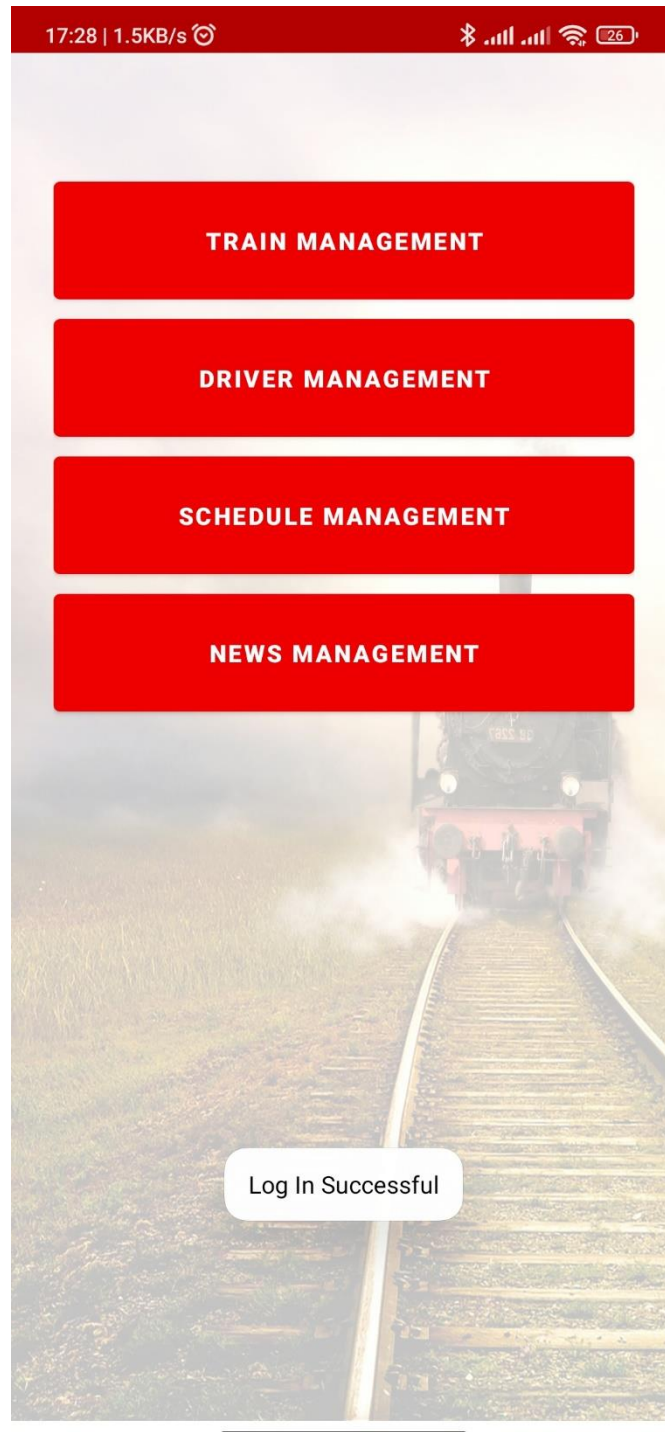 17:28 | 1.5KB/s
26
TRAIN MANAGEMENT
DRIVER MANAGEMENT
SCHEDULE MANAGEMENT
NEWS MANAGEMENT
Log In Successful